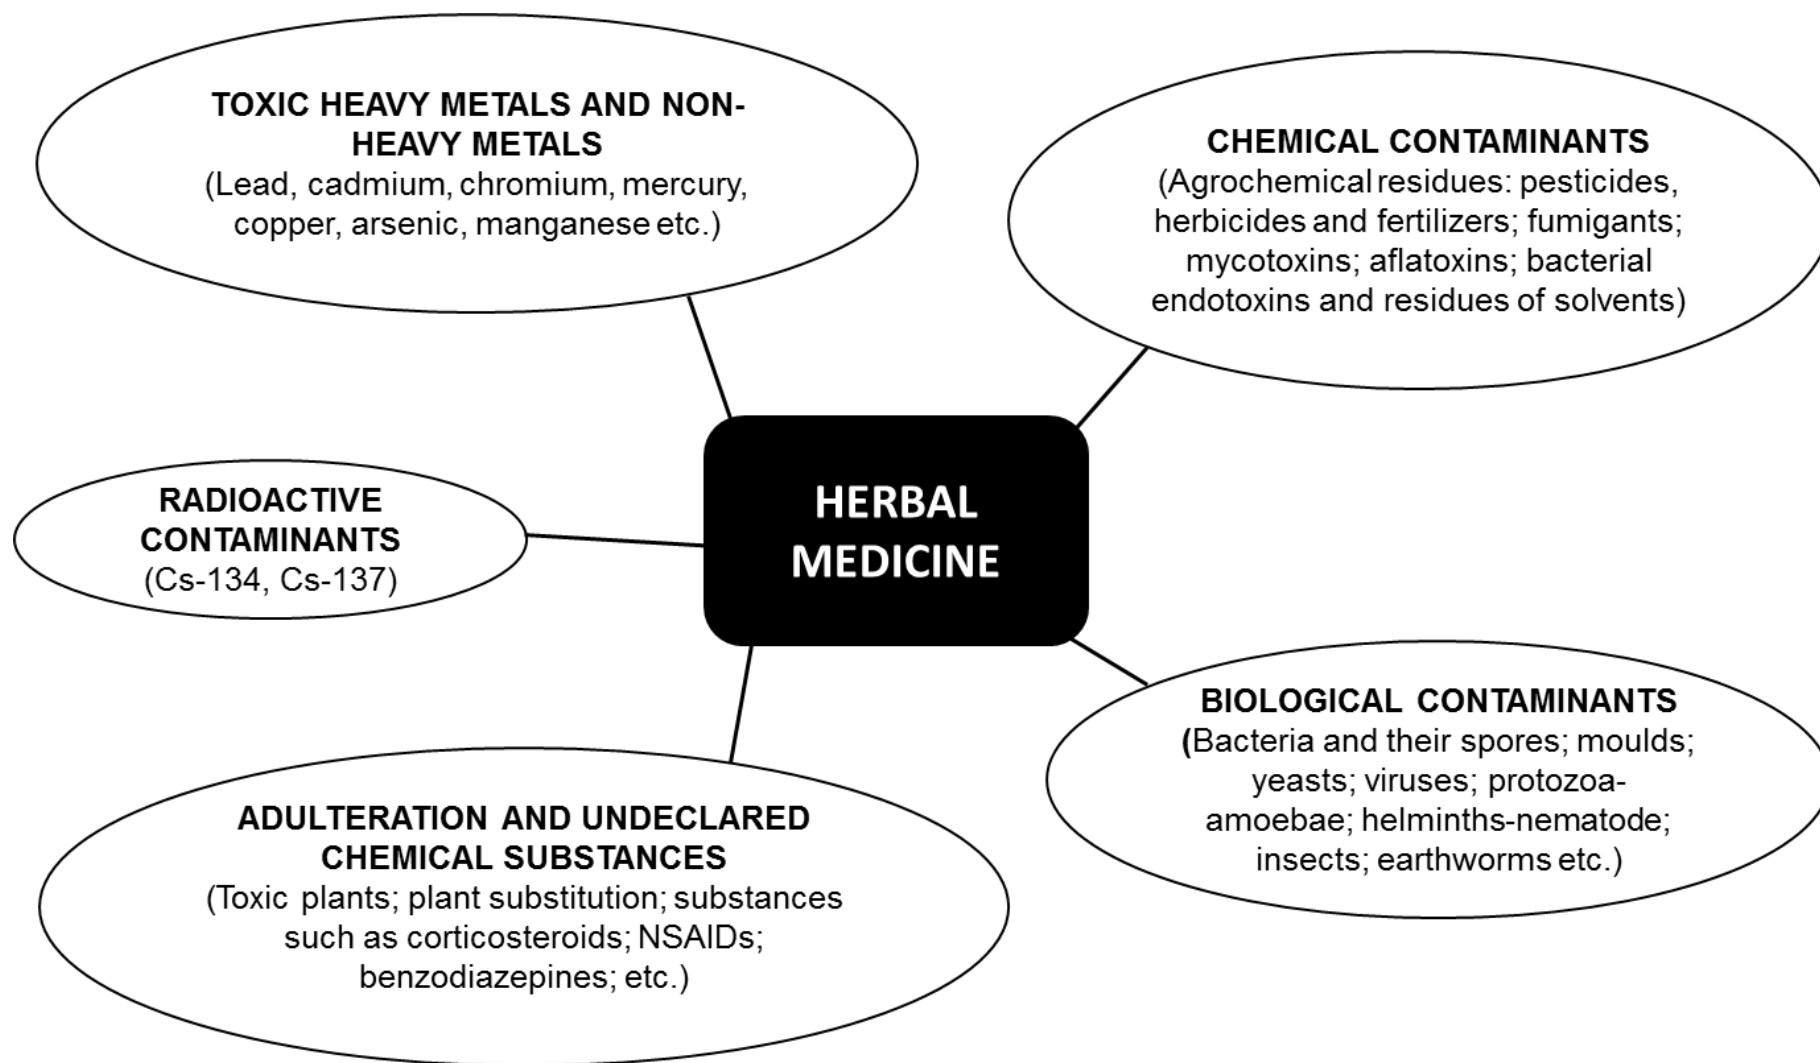 TOXIC HEAVY METALS AND NON-
HEAVY METALS
(Lead, cadmium, chromium, mercury,
copper, arsenic, manganese etc.)
CHEMICAL CONTAMINANTS
(Agrochemical residues: pesticides,
herbicides and fertilizers; fumigants;
mycotoxins; aflatoxins; bacterial
endotoxins and residues of solvents)
RADIOACTIVE
CONTAMINANTS
(Cs-134, Cs-137)
HERBAL
MEDICINE
BIOLOGICAL CONTAMINANTS
(Bacteria and their spores; moulds;
yeasts; viruses; protozoa-
amoebae; helminths-nematode;
insects; earthworms etc.)
ADULTERATION AND UNDECLARED
CHEMICAL SUBSTANCES
(Toxic plants; plant substitution; substances
such as corticosteroids; NSAIDs;
benzodiazepines; etc.)